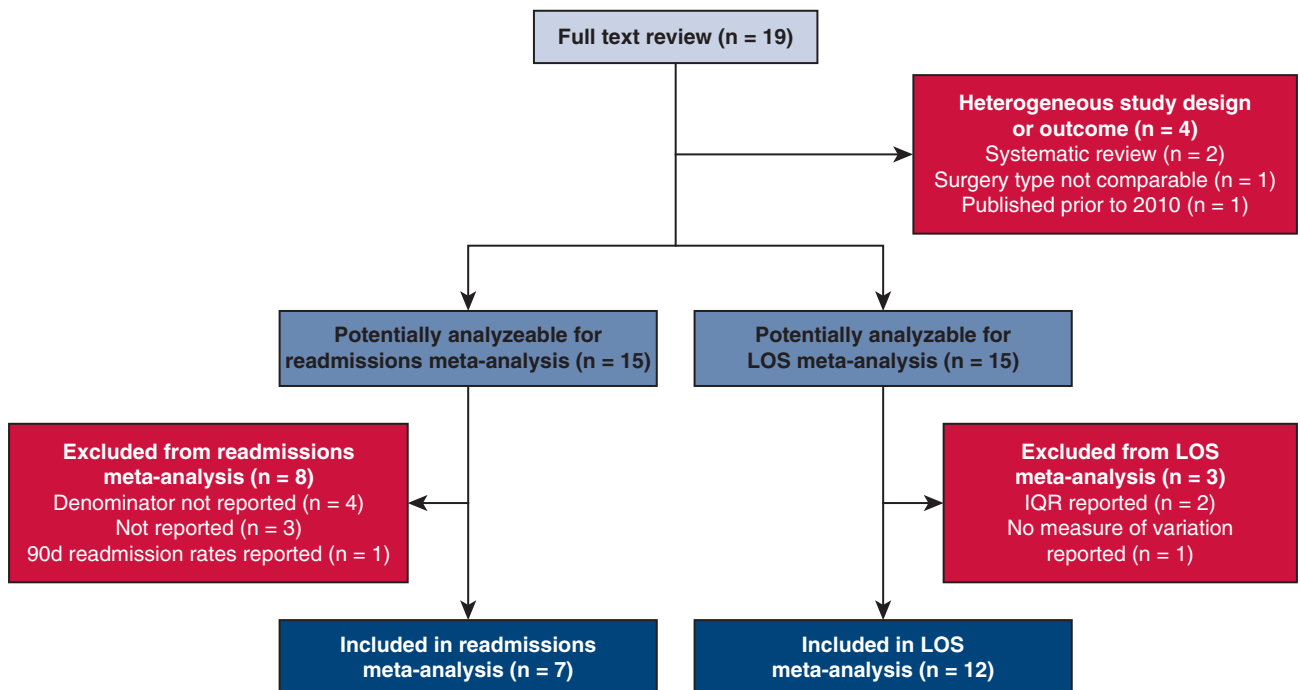 Full text review (n = 19)
Heterogeneous study design
or outcome (n = 4)
Systematic review (n = 2)
Surgery type not comparable (n = 1)
Published prior to 2010 (n = 1)
Potentially analyzeable for
readmissions meta-analysis (n = 15)
Potentially analyzable for
LOS meta-analysis (n = 15)
Excluded from readmissions
meta-analysis (n = 8)
Denominator not reported (n = 4)
Not reported (n = 3)
90d readmission rates reported (n = 1)
Excluded from LOS
meta-analysis (n = 3)
IQR reported (n = 2)
No measure of variation
reported (n = 1)
Included in readmissions
meta-analysis (n = 7)
Included in LOS
meta-analysis (n = 12)